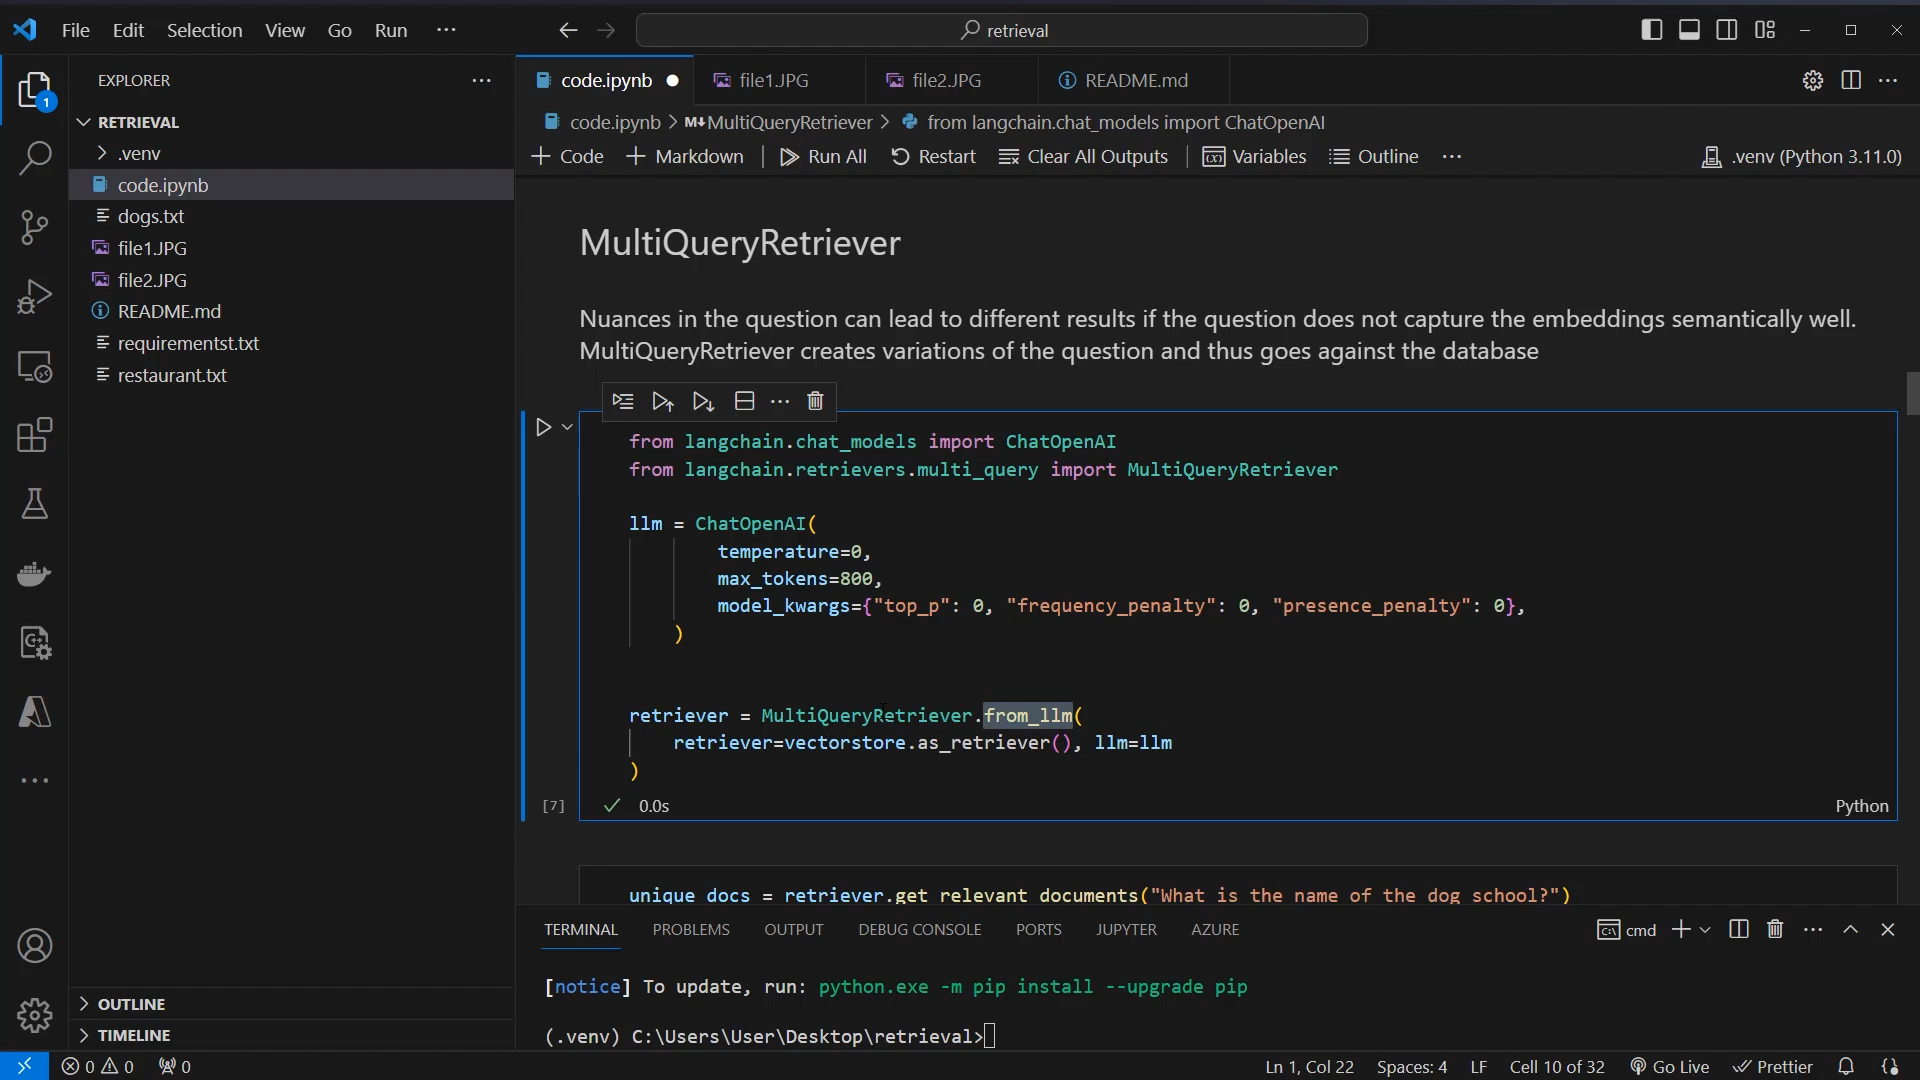 File Edit Selection View Go Run ...
retrieval
EXPLORER
RETRIEVAL
.venv
code.ipynb
dogs.txt
file1.JPG
file2.JPG
README.md
requirementst.txt
restaurant.txt
OUTLINE
TIMELINE
1
code.ipynb file1.JPG file2.JPG README.md
code.ipynb > M↓ MultiQueryRetriever > from langchain.chat_models import ChatOpenAI
+ Code + Markdown | Run All Restart Clear All Outputs | Variables Outline ...
.venv (Python 3.11.0)
MultiQueryRetriever
Nuances in the question can lead to different results if the question does not capture the embeddings semantically well.
MultiQueryRetriever creates variations of the question and thus goes against the database
from langchain.chat_models import ChatOpenAI
from langchain.retrievers.multi_query import MultiQueryRetriever
llm = ChatOpenAI(
temperature=0,
max_tokens=800,
model_kwargs={"top_p": 0, "frequency_penalty": 0, "presence_penalty": 0},
)
retriever = MultiQueryRetriever.from_llm(
retriever=vectorstore.as_retriever(), llm=llm
)
[7] 0.0s Python
unique_docs = retriever.get_relevant_documents("What is the name of the dog school?")
TERMINAL PROBLEMS OUTPUT DEBUG CONSOLE PORTS JUPYTER AZURE
cmd
[notice] To update, run: python.exe -m pip install --upgrade pip
(.venv) C:\Users\User\Desktop\retrieval>
0 0 0
Ln 1, Col 22 Spaces: 4 LF Cell 10 of 32 Go Live Prettier